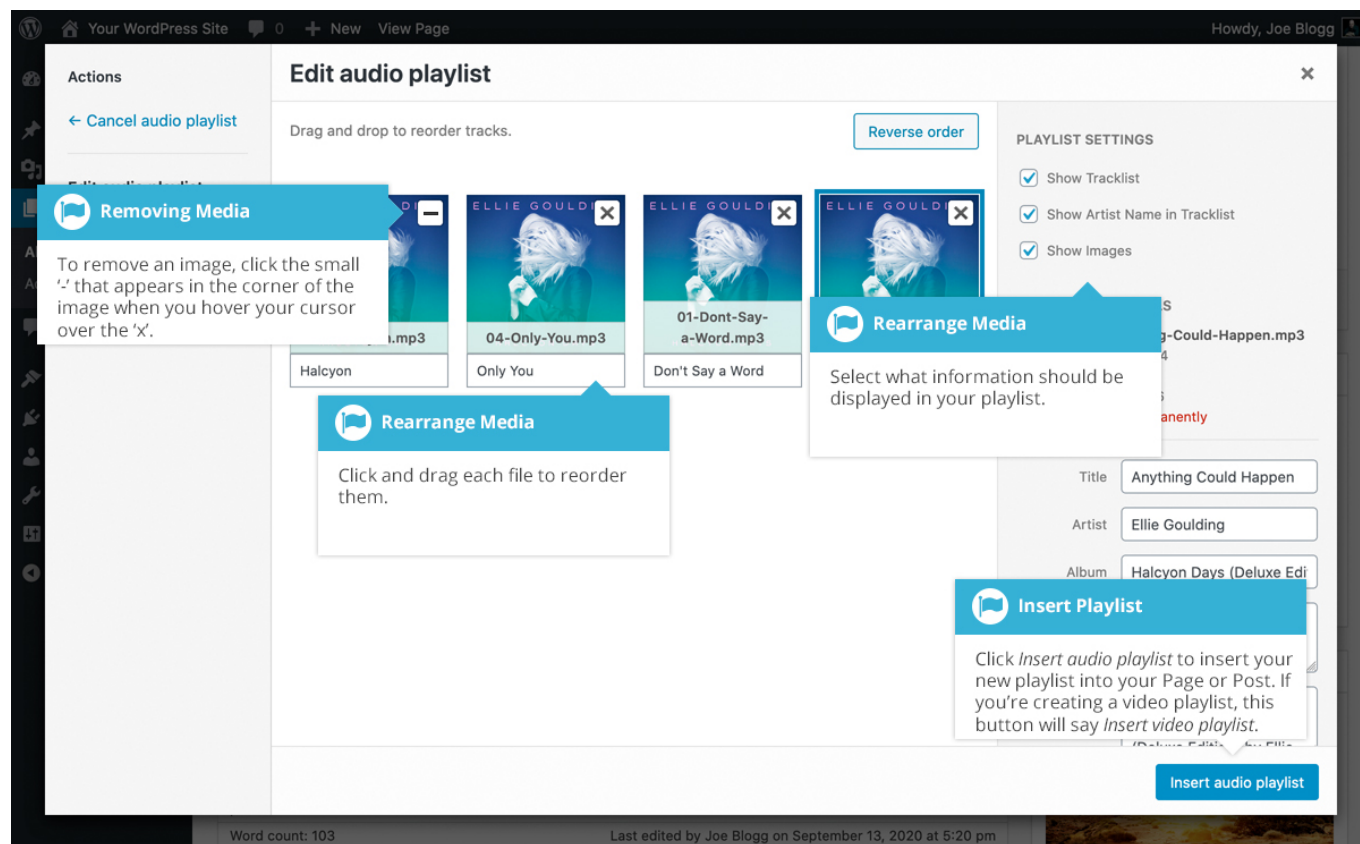 Your WordPress Site 0 + New View Page
Howdy, Joe Blogg
Actions
← Cancel audio playlist
Edit audio playlist
Edit audio playlist
×
Drag and drop to reorder tracks.
Reverse order
PLAYLIST SETTINGS
Show Tracklist
Show Artist Name in Tracklist
Show Images
Removing Media
To remove an image, click the small
‘-’ that appears in the corner of the
image when you hover your cursor
over the ‘x’.
ELLIE GOULDI
ELLIE GOULD
ELLIE GOULDI
.mp3
04-Only-You.mp3
01-Dont-Say-
a-Word.mp3
Halcyon
Only You
Don't Say a Word
Rearrange Media
Click and drag each file to reorder
them.
Rearrange Media
Select what information should be
displayed in your playlist.
g-Could-Happen.mp3
anently
Title Anything Could Happen
Artist Ellie Goulding
Album Halcyon Days (Deluxe Edi
Insert Playlist
Click Insert audio playlist to insert your
new playlist into your Page or Post. If
you’re creating a video playlist, this
button will say Insert video playlist.
Insert audio playlist
Word count: 103
Last edited by Joe Blogg on September 13, 2020 at 5:20 pm